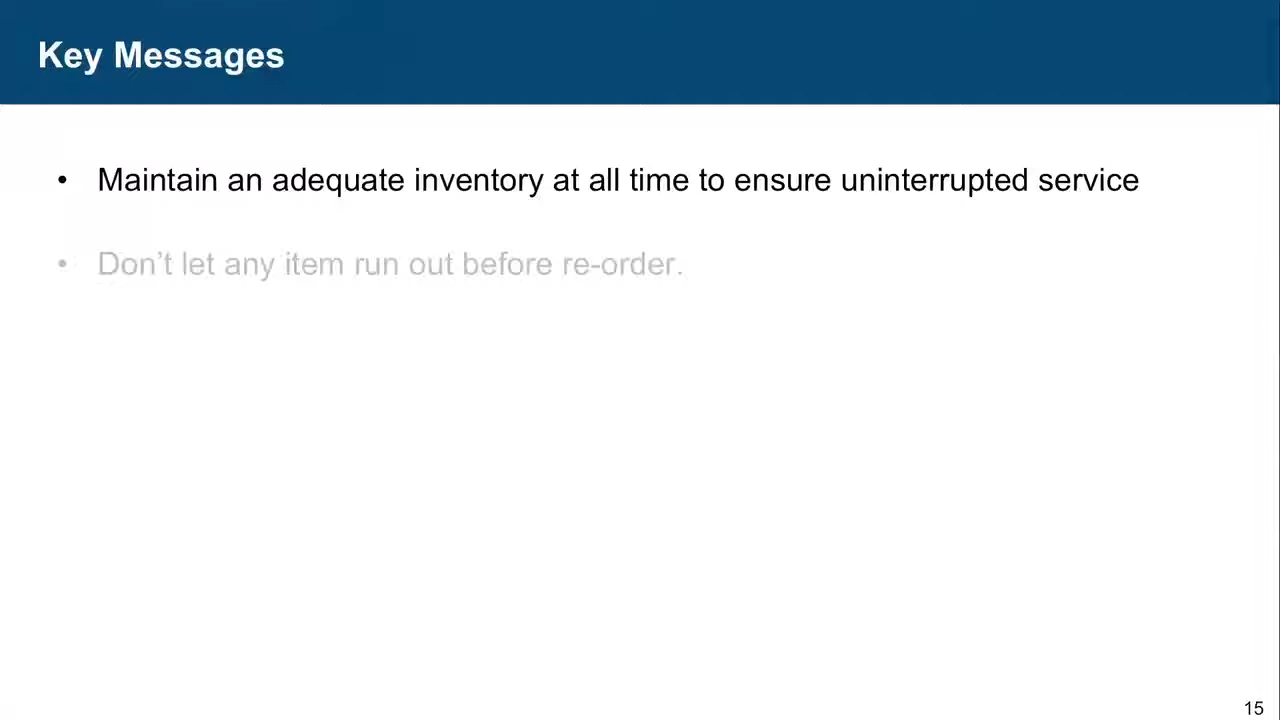 Key Messages
• Maintain an adequate inventory at all time to ensure uninterrupted service
• Don’t let any item run out before re-order.
15